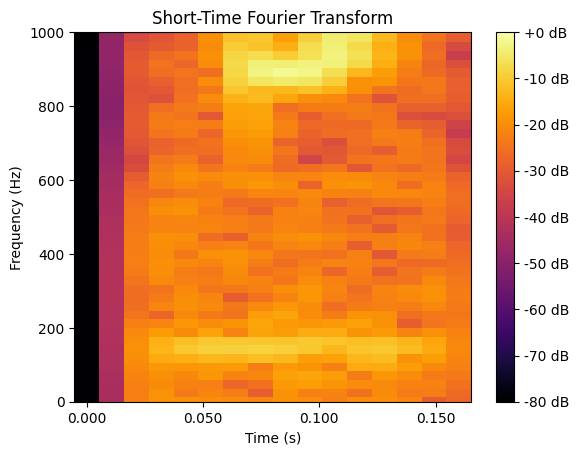 Short-Time Fourier Transform
Frequency (Hz)
1000
800
600
400
200
0
0.000
0.050
0.100
0.150
Time (s)
+0 dB
-10 dB
-20 dB
-30 dB
-40 dB
-50 dB
-60 dB
-70 dB
-80 dB